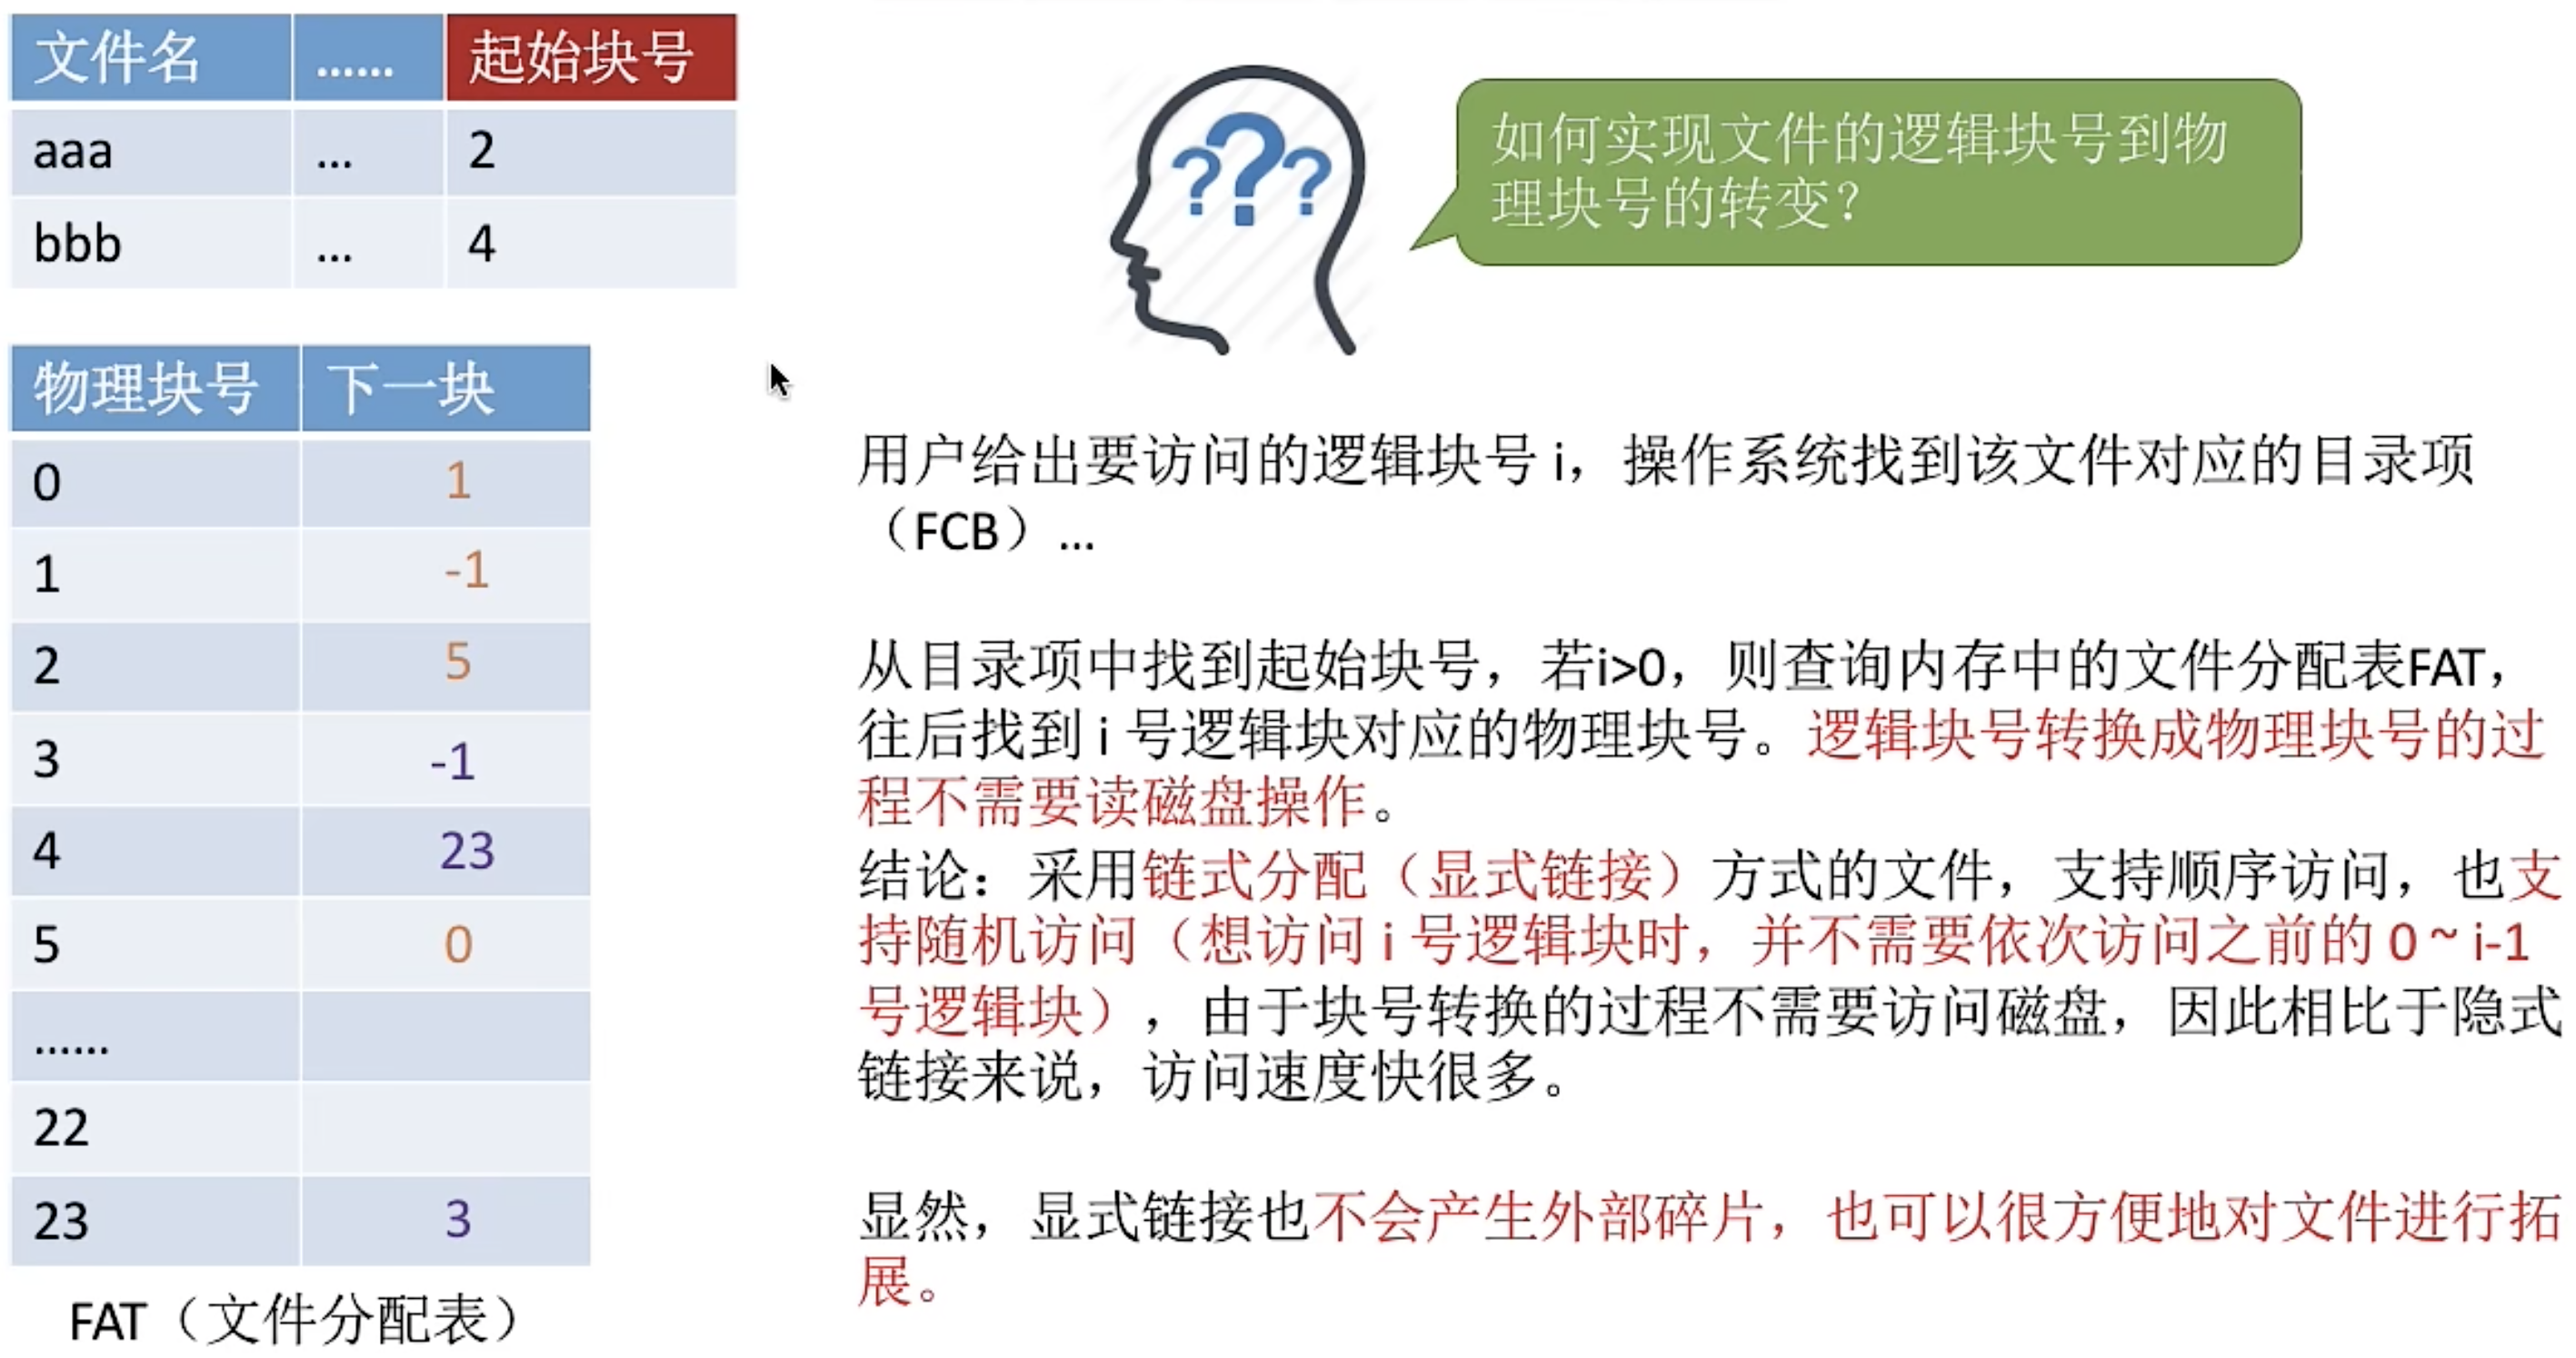 文件名 …… 起始块号
aaa … 2
bbb … 4
? ? ?
如何实现文件的逻辑块号到物
理块号的转变?
物理块号 下一块
0 1
1 -1
2 5
3 -1
4 23
5 0
……
22
23 3
FAT（文件分配表）
用户给出要访问的逻辑块号 i，操作系统找到该文件对应的目录项
（FCB）…
从目录项中找到起始块号，若i>0，则查询内存中的文件分配表FAT，
往后找到 i 号逻辑块对应的物理块号。逻辑块号转换成物理块号的过
程不需要读磁盘操作。
结论：采用链式分配（显式链接）方式的文件，支持顺序访问，也支
持随机访问（想访问 i 号逻辑块时，并不需要依次访问之前的 0 ~ i-1
号逻辑块），由于块号转换的过程不需要访问磁盘，因此相比于隐式
链接来说，访问速度快很多。
显然，显式链接也不会产生外部碎片，也可以很方便地对文件进行拓
展。